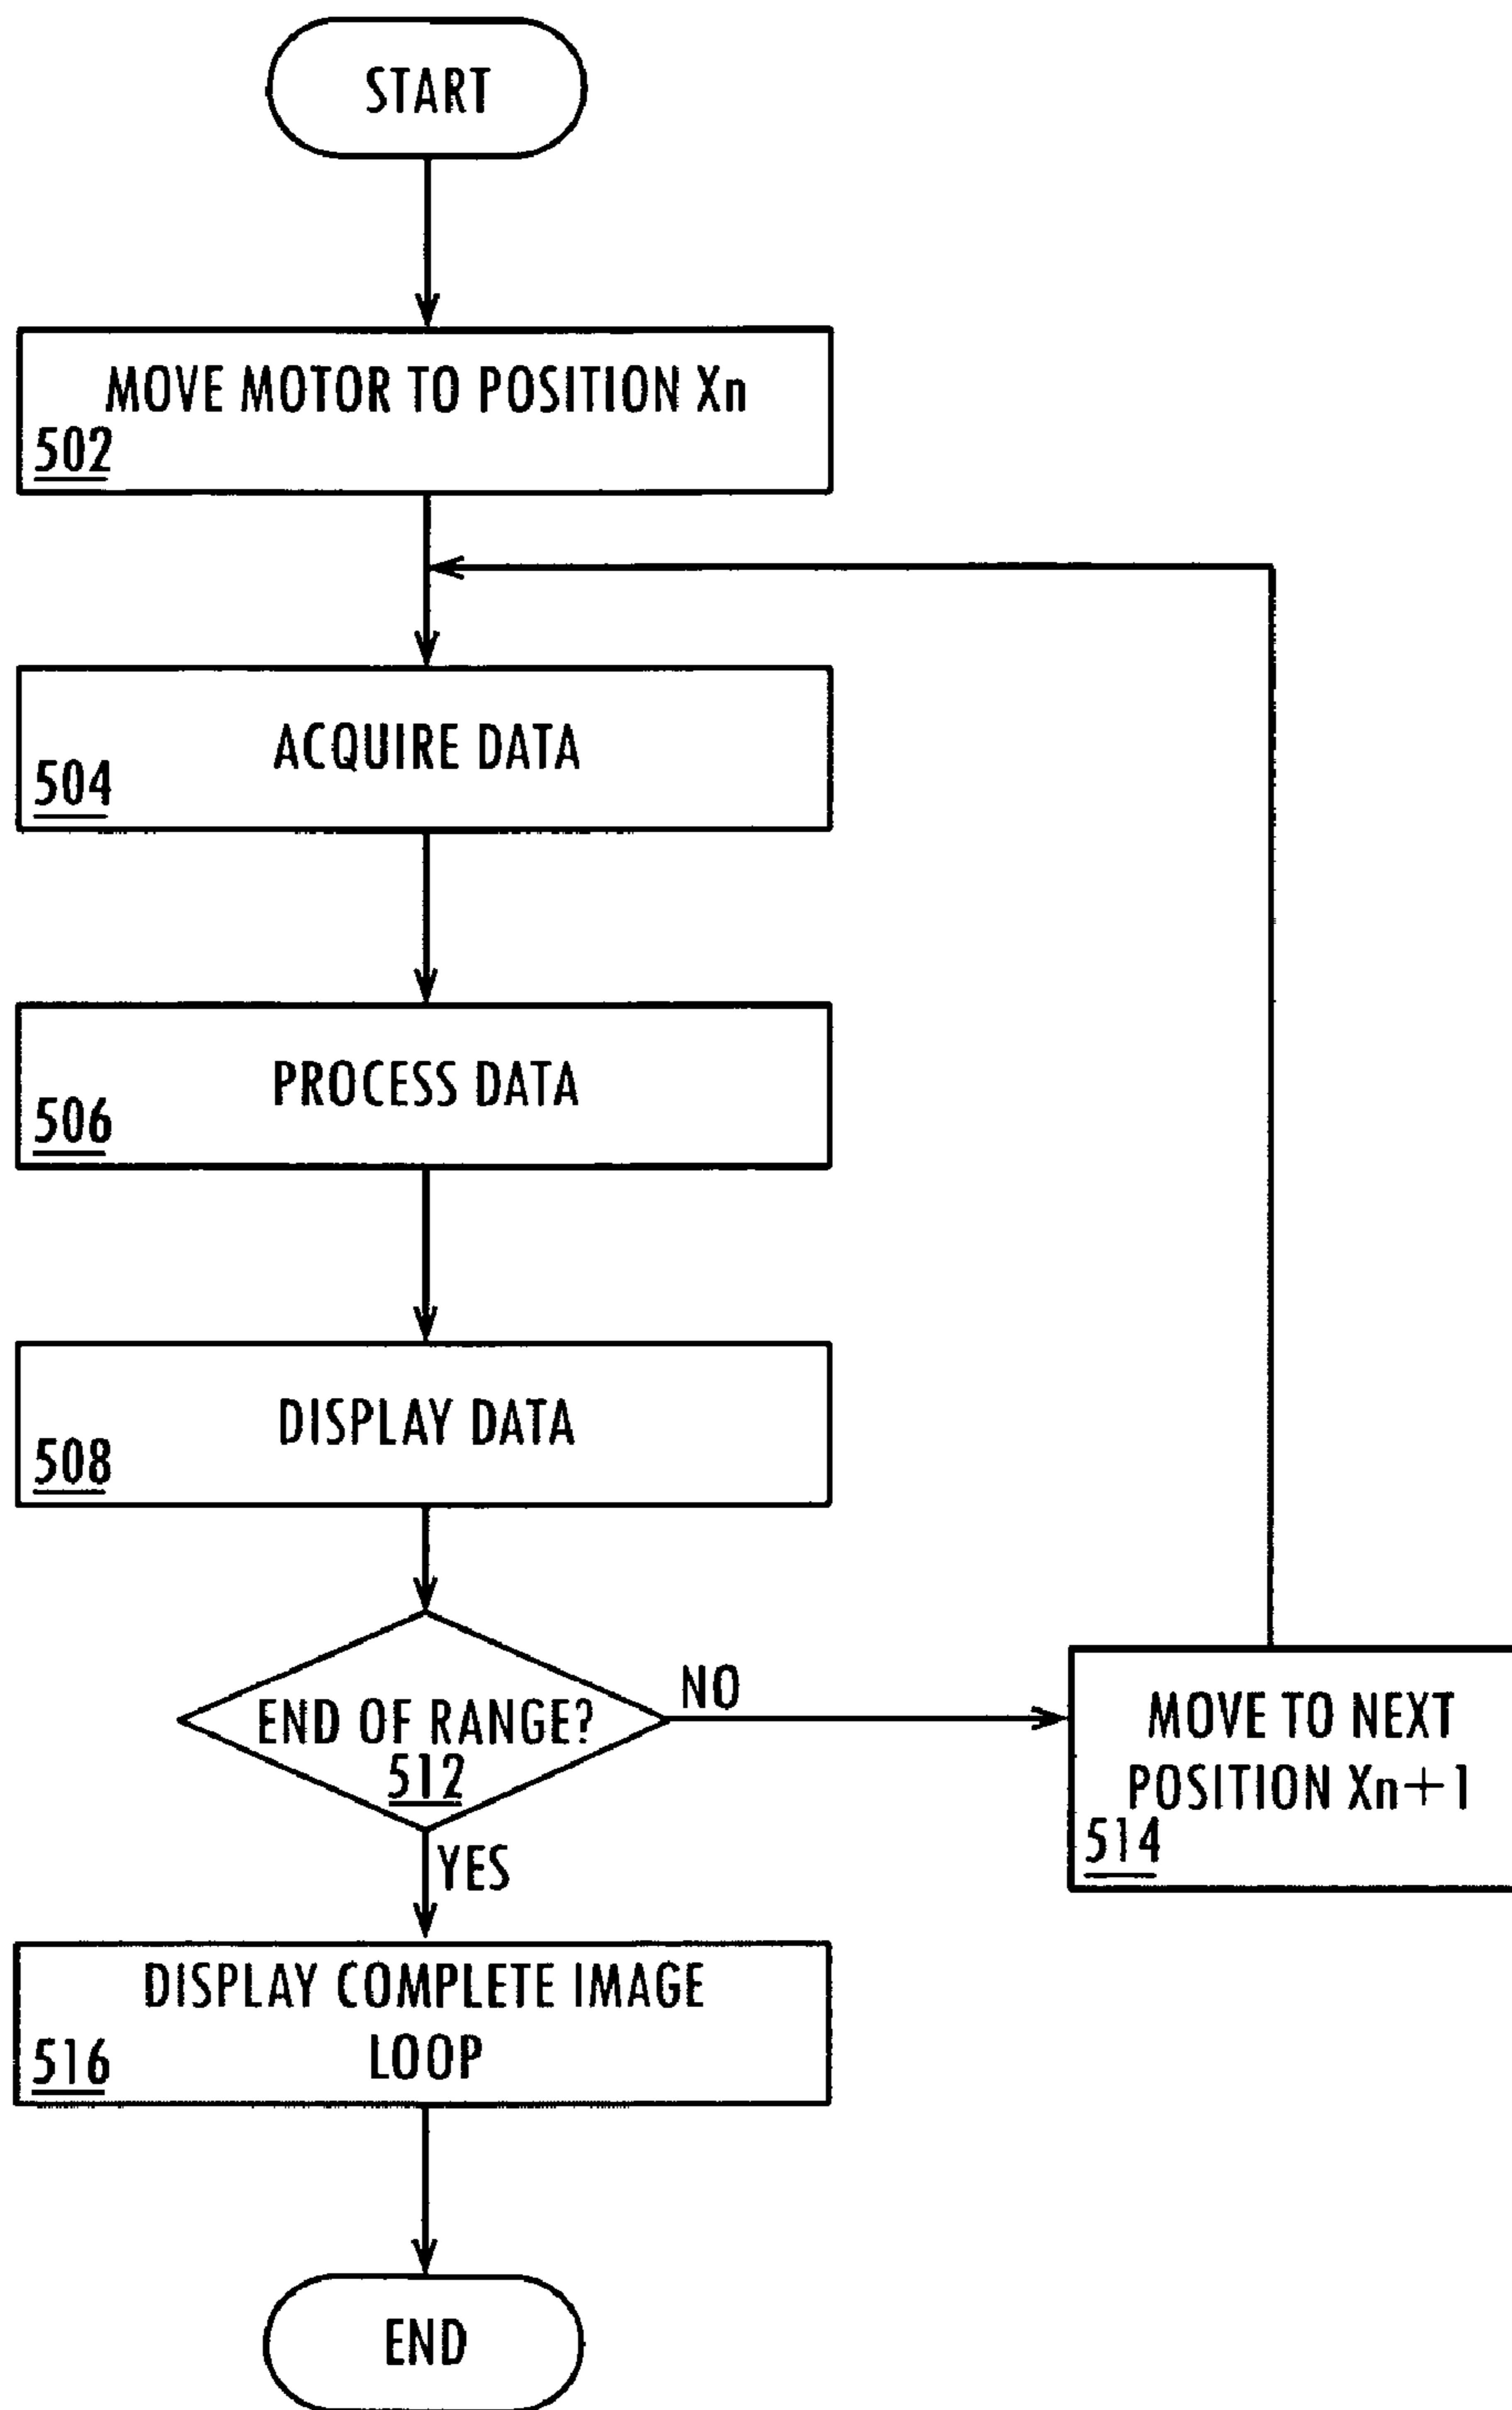 START
MOVE MOTOR TO POSITION Xn
502
ACQUIRE DATA
504
PROCESS DATA
506
DISPLAY DATA
508
END OF RANGE?
512
NO
MOVE TO NEXT
POSITION Xn+1
514
YES
DISPLAY COMPLETE IMAGE
LOOP
516
END